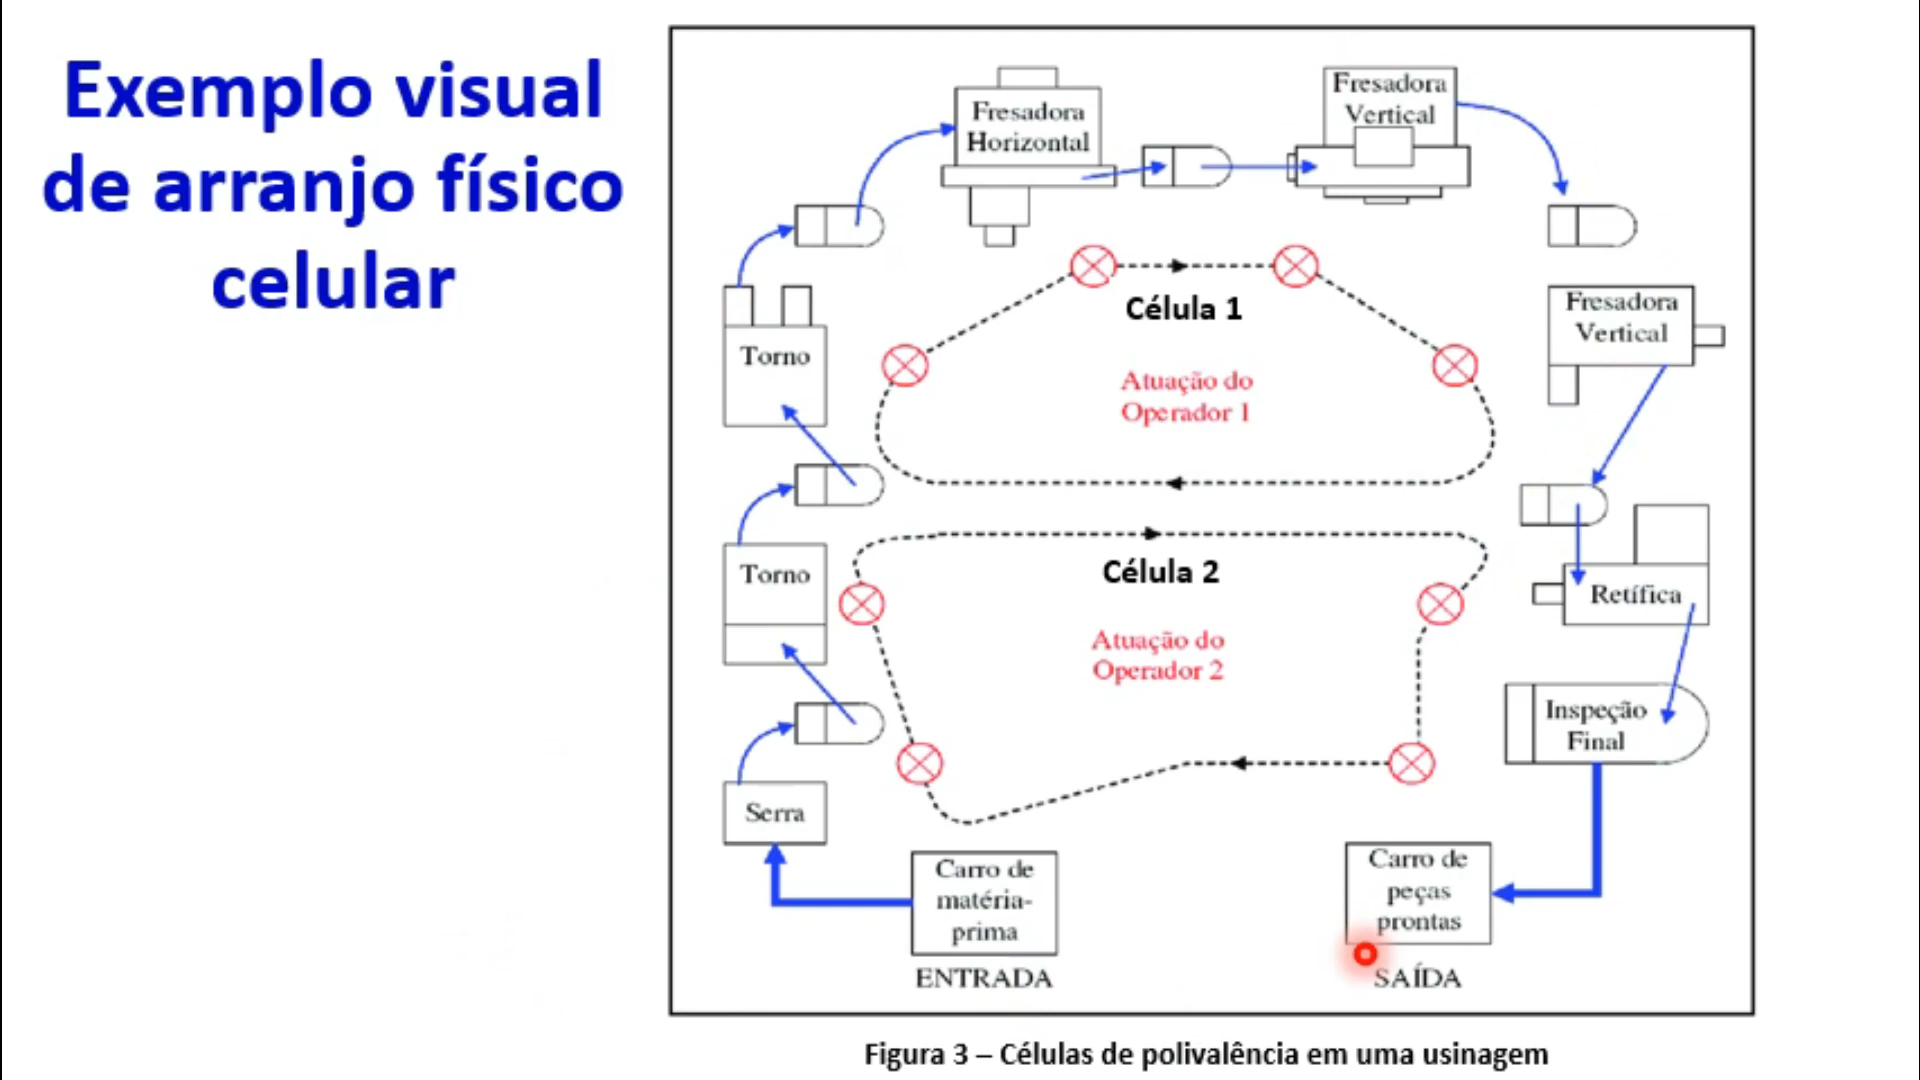 Exemplo visual
de arranjo físico
celular
Fresadora
Horizontal
Fresadora
Vertical
Fresadora
Vertical
Torno
Célula 1
Atuação do
Operador 1
Torno
Célula 2
Atuação do
Operador 2
Retífica
Inspeção
Final
Serra
Carro de
matéria-
prima
ENTRADA
Carro de
peças
prontas
SAÍDA
Figura 3 – Células de polivalência em uma usinagem